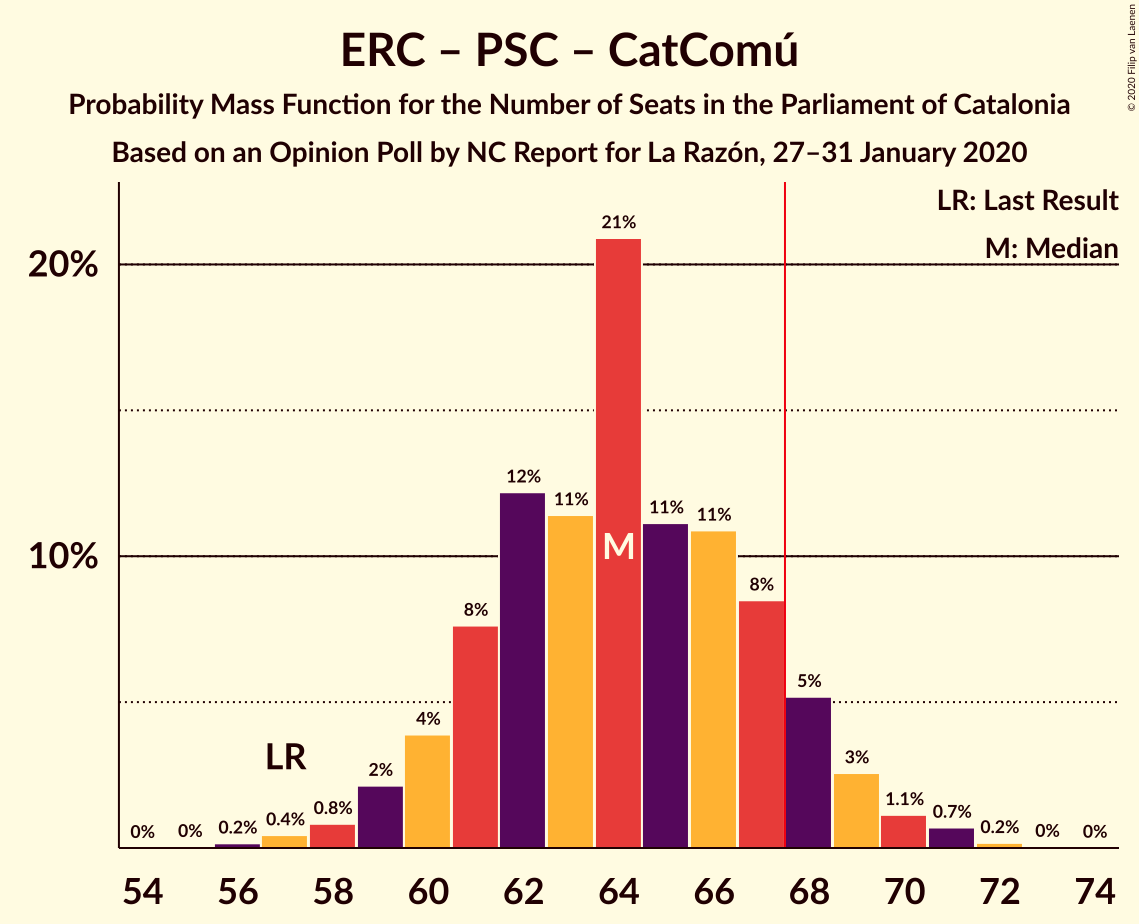 ERC – PSC – CatComú
Probability Mass Function for the Number of Seats in the Parliament of Catalonia
Based on an Opinion Poll by NC Report for La Razón, 27–31 January 2020
© 2020 Filip van Laenen
LR: Last Result
M: Median
20%
10%
0%
0%
0.2%
0.4%
0.8%
2%
4%
8%
12%
11%
21%
11%
11%
8%
5%
3%
1.1%
0.7%
0.2%
0%
0%
LR
M
54 56 58 60 62 64 66 68 70 72 74